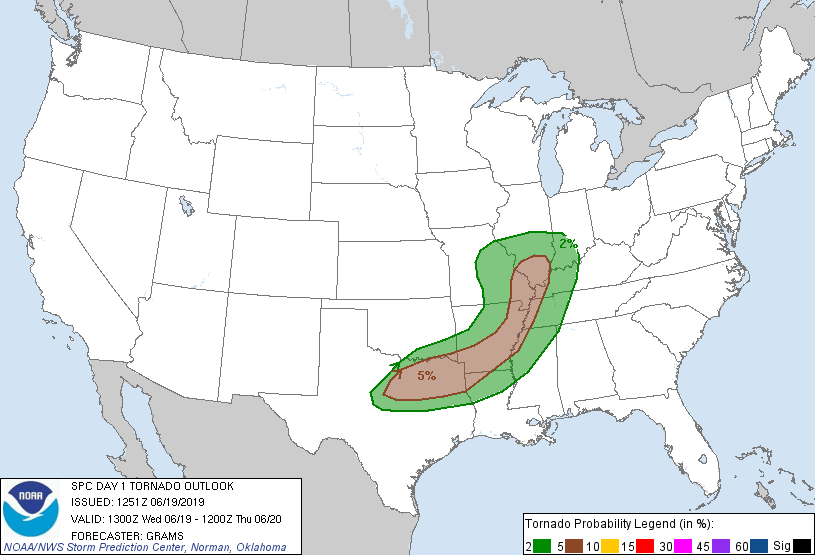 2%
5%
NOAA
SPC DAY 1 TORNADO OUTLOOK
ISSUED: 1251Z 06/19/2019
VALID: 1300Z Wed 06/19 - 1200Z Thu 06/20
FORECASTER: GRAMS
NOAA/NWS Storm Prediction Center, Norman, Oklahoma
Tornado Probability Legend (in %):
2 5 10 15 30 45 60 Sig